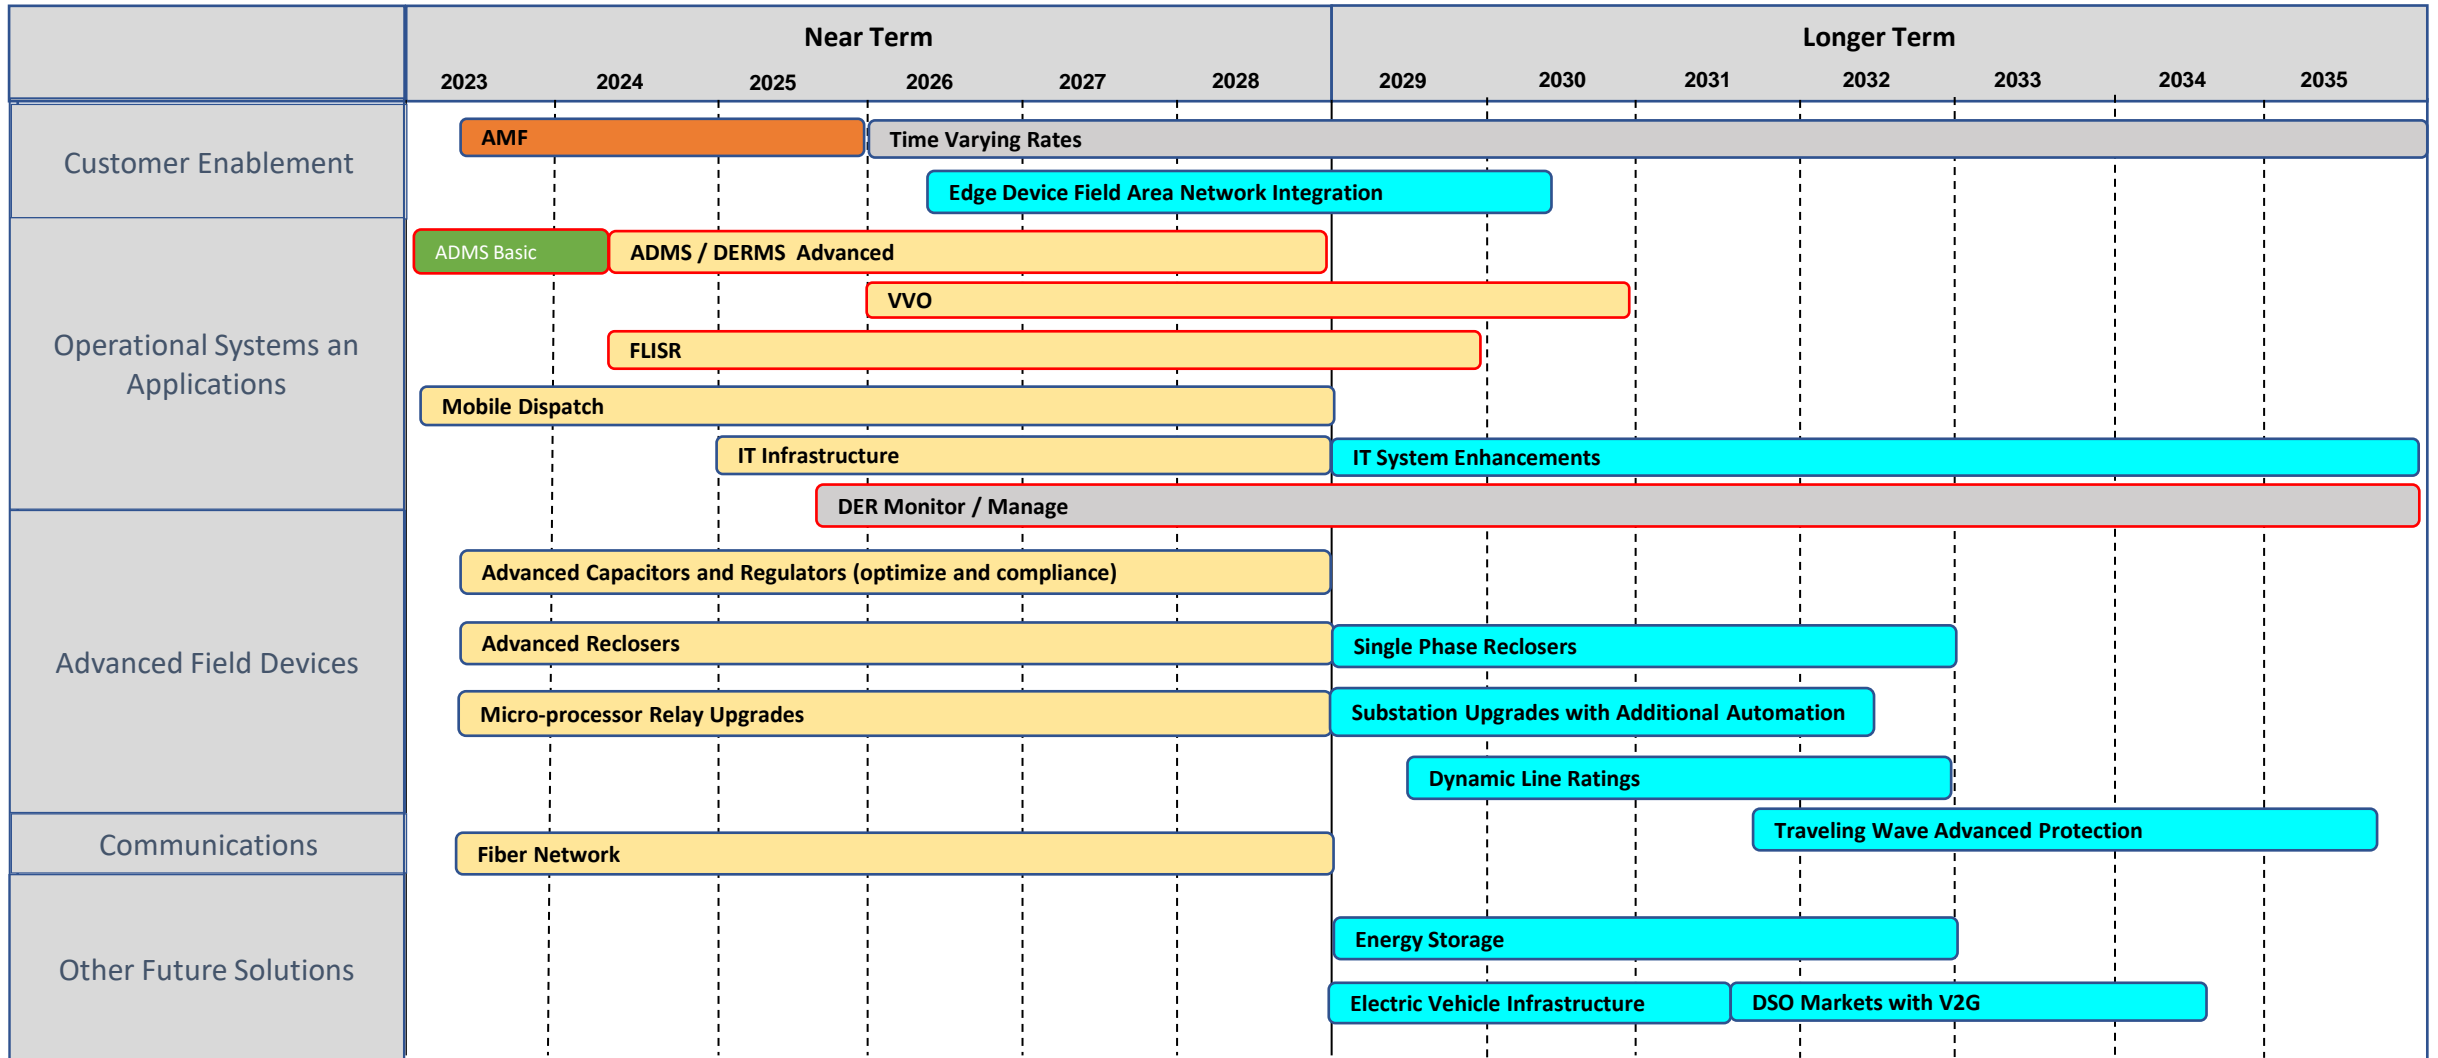 Near Term
Longer Term
2023 2024 2025 2026 2027 2028 2029 2030 2031 2032 2033 2034 2035
Customer Enablement
AMF
Time Varying Rates
Edge Device Field Area Network Integration
Operational Systems an
Applications
ADMS Basic
ADMS / DERMS Advanced
VVO
FLISR
Mobile Dispatch
IT Infrastructure
IT System Enhancements
DER Monitor / Manage
Advanced Field Devices
Advanced Capacitors and Regulators (optimize and compliance)
Advanced Reclosers
Single Phase Reclosers
Micro-processor Relay Upgrades
Substation Upgrades with Additional Automation
Dynamic Line Ratings
Traveling Wave Advanced Protection
Communications
Fiber Network
Other Future Solutions
Energy Storage
Electric Vehicle Infrastructure
DSO Markets with V2G